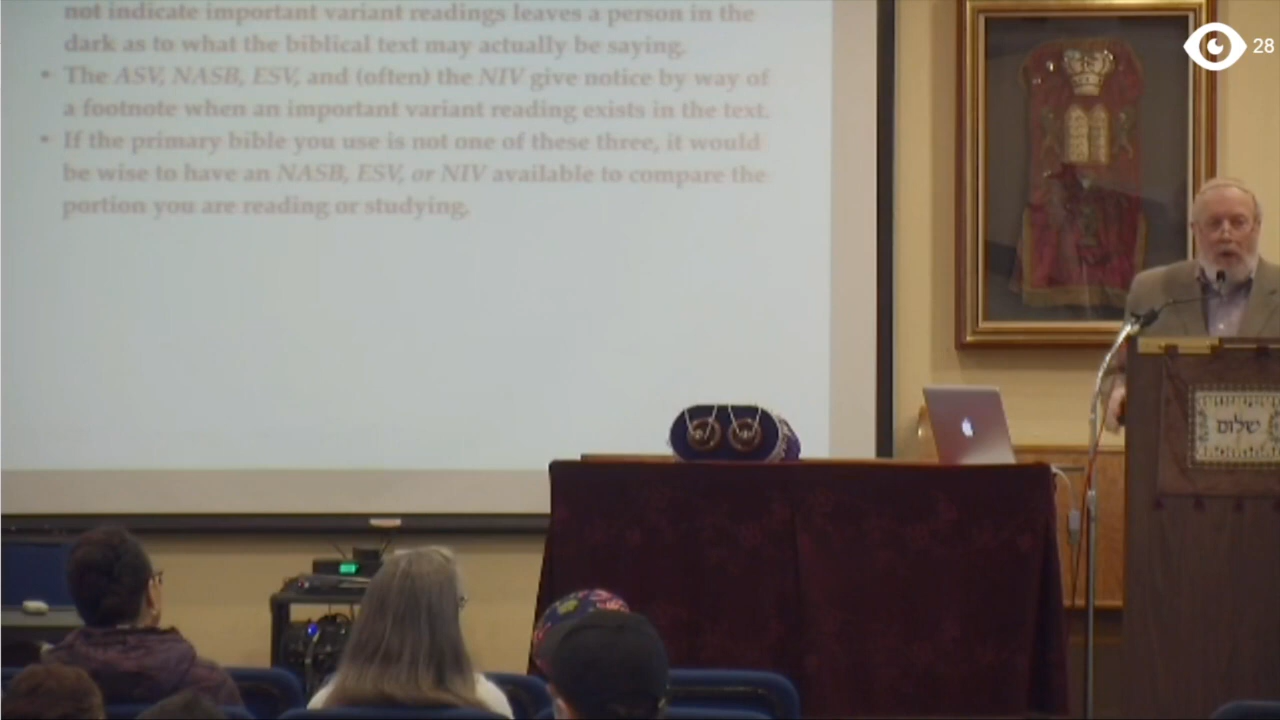 not indicate important variant readings leaves a person in the
dark as to what the biblical text may actually be saying.
• The ASV, NASB, ESV, and (often) the NIV give notice by way of
a footnote when an important variant reading exists in the text.
• If the primary bible you use is not one of these three, it would
be wise to have an NASB, ESV, or NIV available to compare the
portion you are reading or studying.
28
שלום